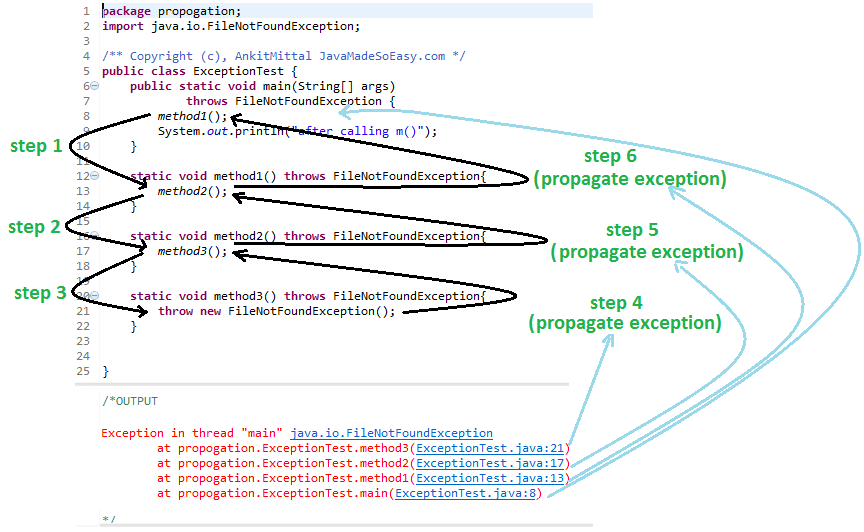 1 package propogation;
2 import java.io.FileNotFoundException;
3
4 /** Copyright (c), AnkitMittal JavaMadeSoEasy.com */
5 public class ExceptionTest {
6 public static void main(String[] args)
7 throws FileNotFoundException {
8 method1();
9 System.out.println("after calling m()");
10 }
12 static void method1() throws FileNotFoundException{
13 method2();
14 }
15
16 static void method2() throws FileNotFoundException{
17 method3();
18 }
19
20 static void method3() throws FileNotFoundException{
21 throw new FileNotFoundException();
22 }
23
24
25 }
step 1
step 2
step 3
step 6
(propagate exception)
step 5
(propagate exception)
step 4
(propagate exception)
/*OUTPUT
Exception in thread "main" java.io.FileNotFoundException
at propogation.ExceptionTest.method3(ExceptionTest.java:21)
at propogation.ExceptionTest.method2(ExceptionTest.java:17)
at propogation.ExceptionTest.method1(ExceptionTest.java:13)
at propogation.ExceptionTest.main(ExceptionTest.java:8)
*/